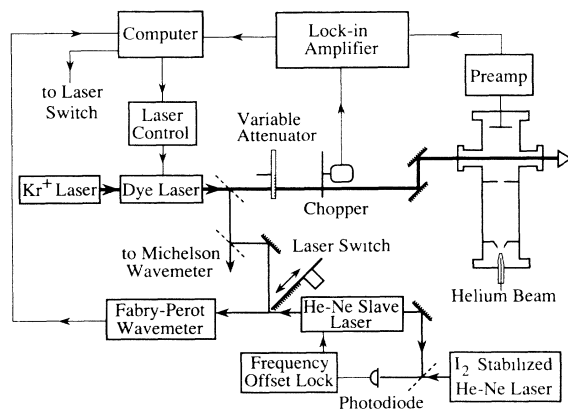 Computer
Lock-in
Amplifier
Preamp
to Laser
Switch
Laser
Control
Variable
Attenuator
Kr+ Laser
Dye Laser
Chopper
to Michelson
Wavemeter
Laser Switch
Helium Beam
Fabry-Perot
Wavemeter
He-Ne Slave
Laser
Frequency
Offset Lock
Photodiode
I2 Stabilized
He-Ne Laser